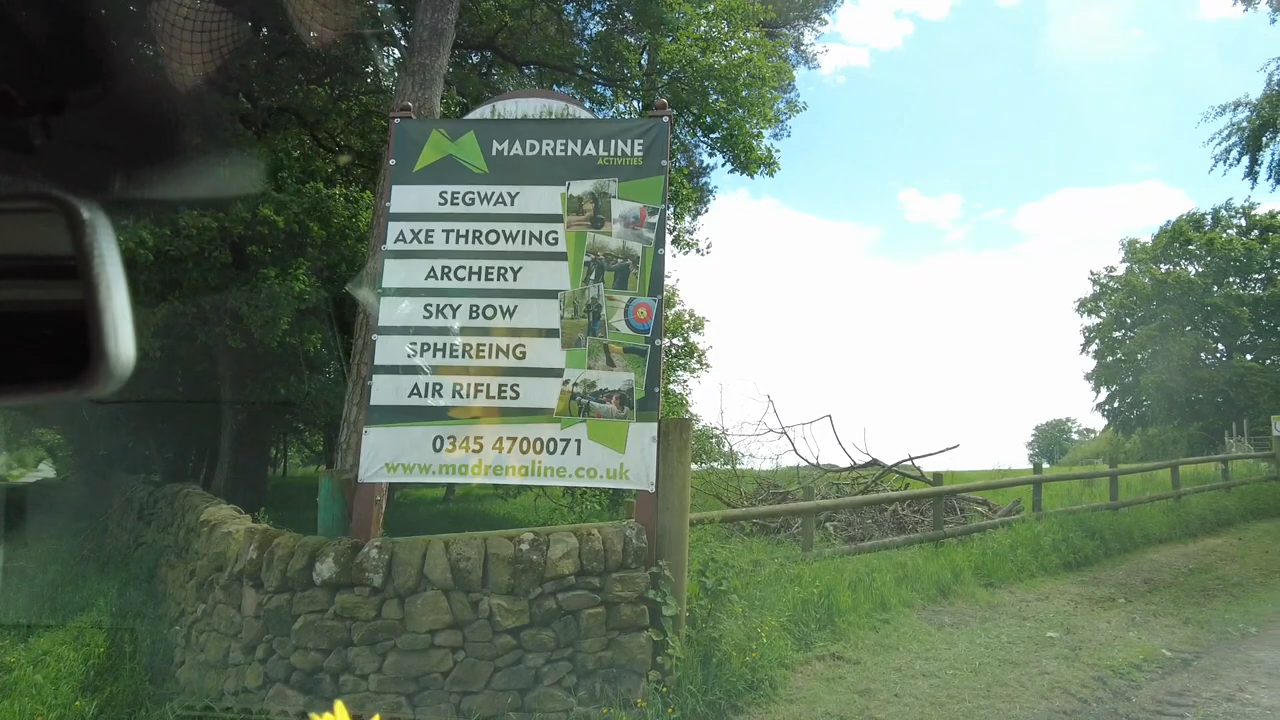 MADRENALINE
ACTIVITIES
SEGWAY
AXE THROWING
ARCHERY
SKY BOW
SPHEREING
AIR RIFLES
0345 4700071
www.madrenaline.co.uk